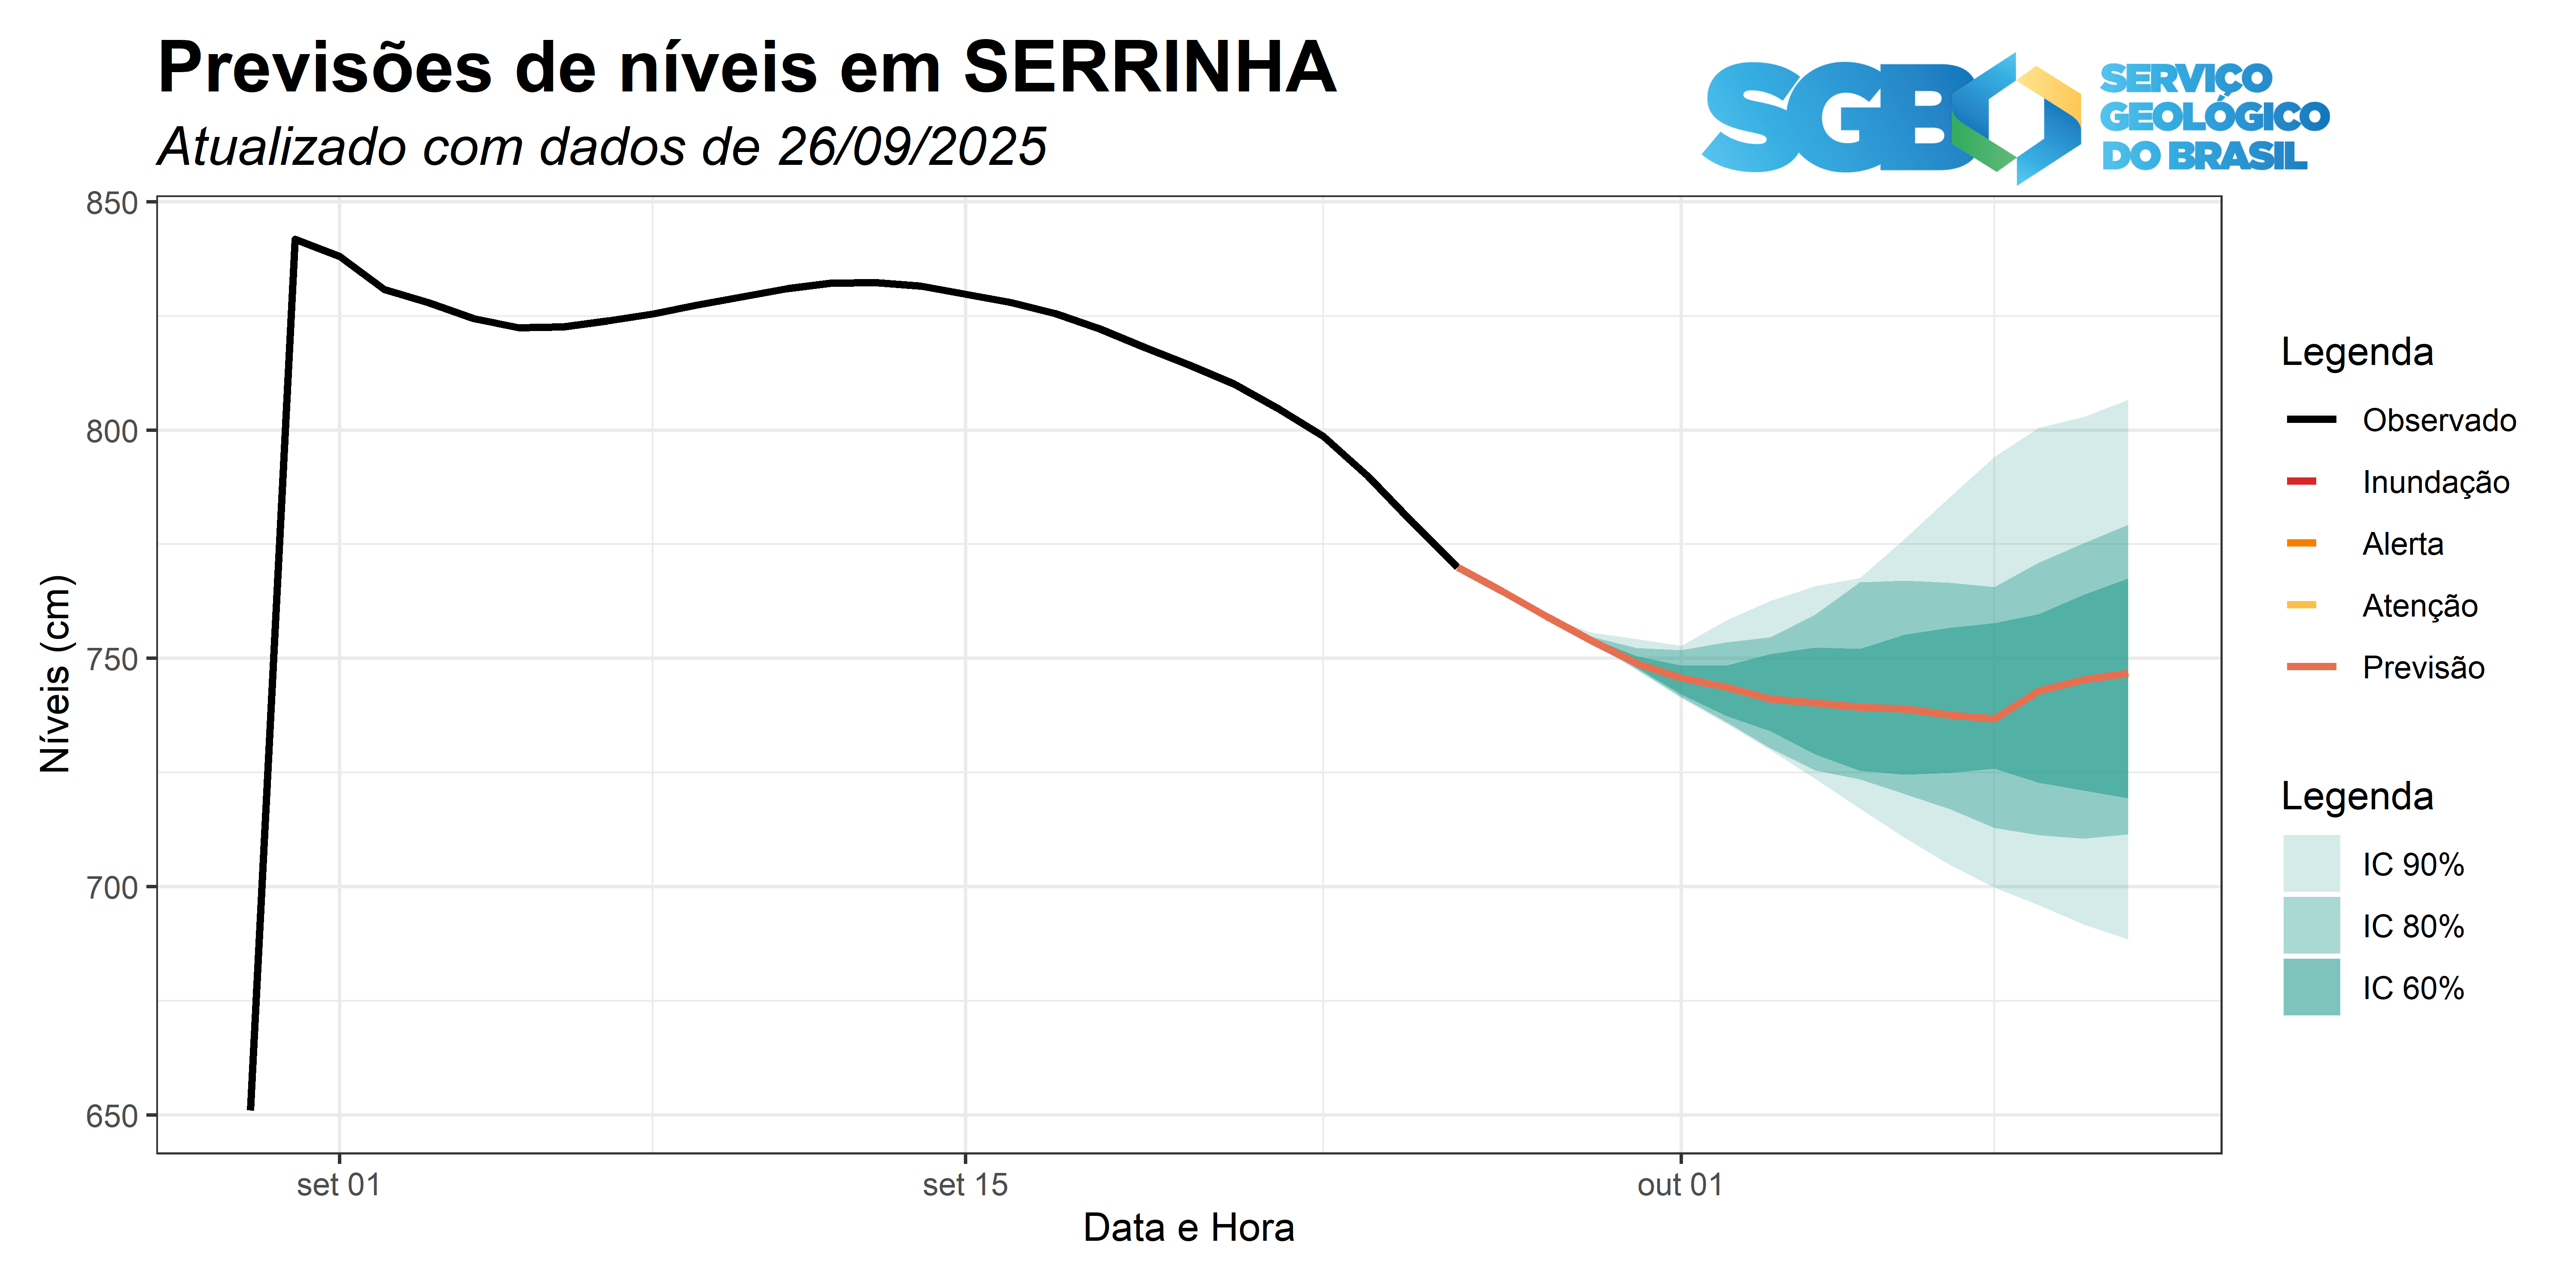 Previsões de níveis em SERRINHA
Atualizado com dados de 26/09/2025
SGB
SERVIÇO
GEOLÓGICO
DO BRASIL
850
800
750
700
650
Níveis (cm)
set 01
set 15
out 01
Data e Hora
Legenda
Observado
Inundação
Alerta
Atenção
Previsão
Legenda
IC 90%
IC 80%
IC 60%